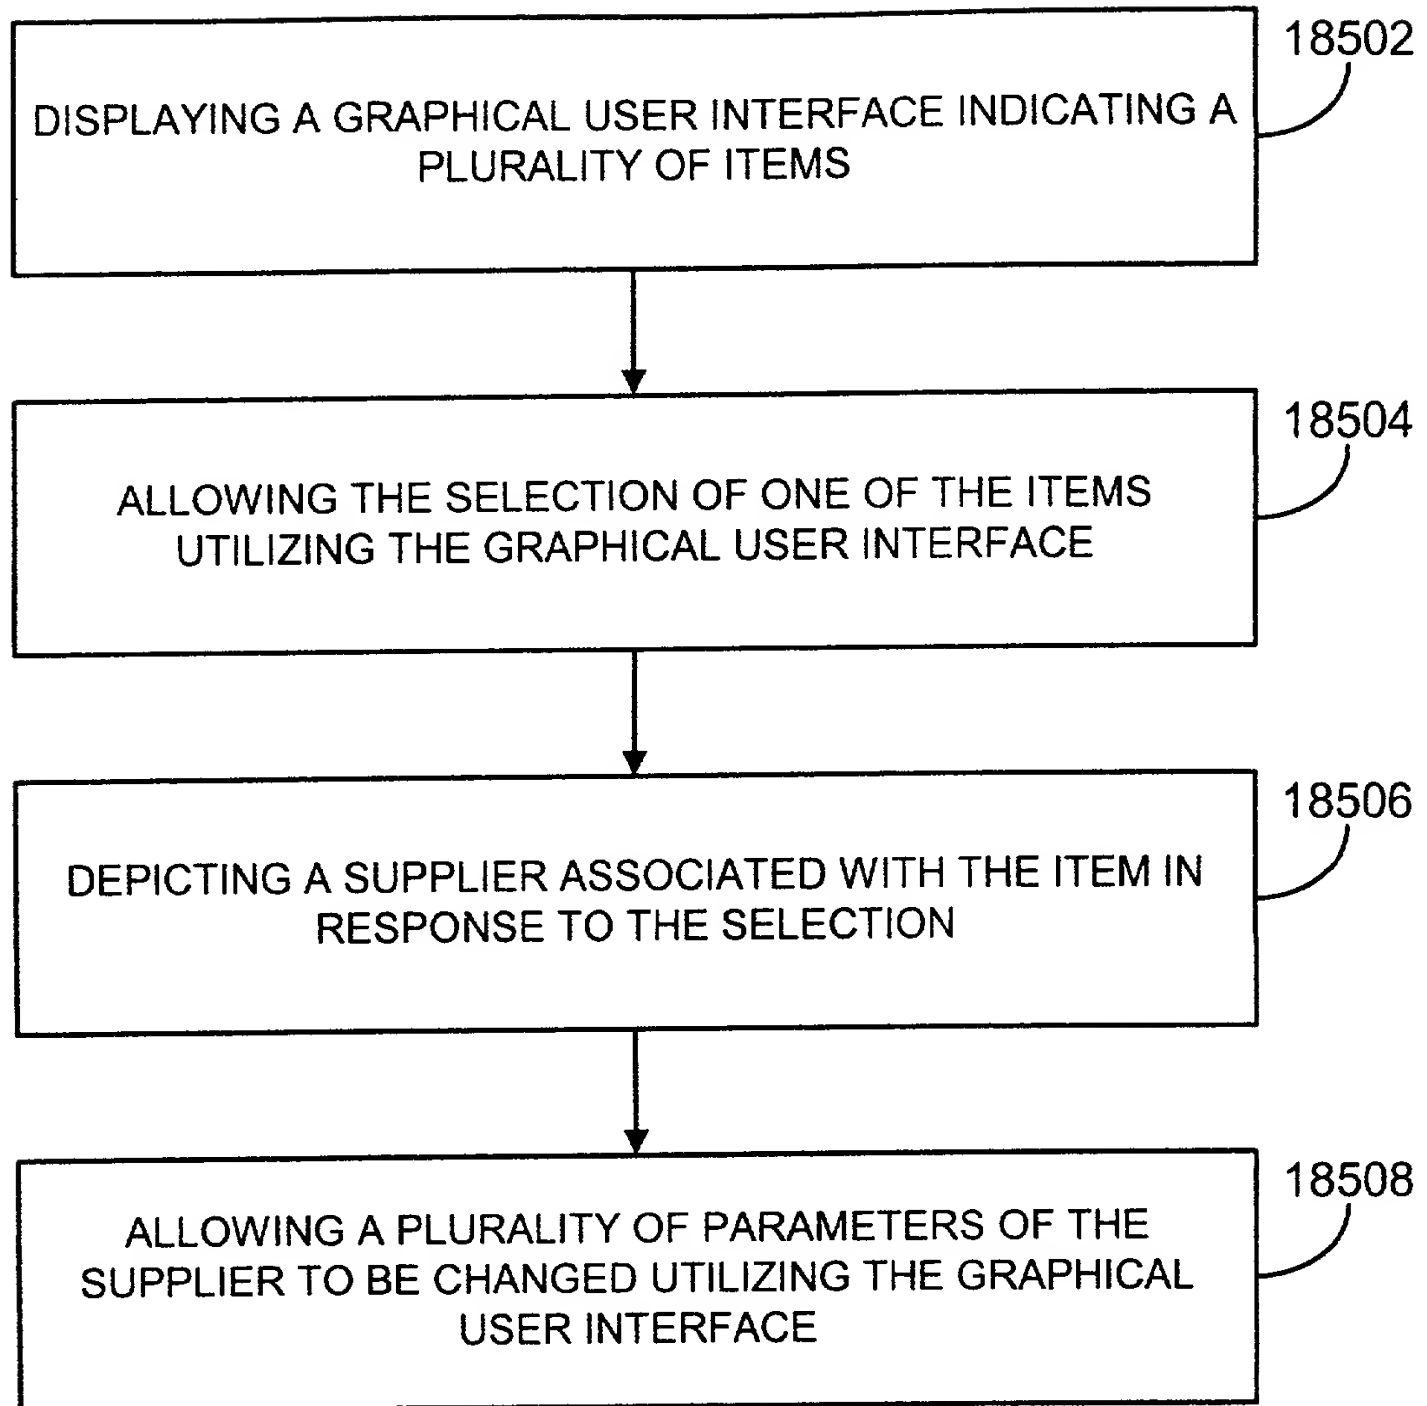 18502
DISPLAYING A GRAPHICAL USER INTERFACE INDICATING A
PLURALITY OF ITEMS
18504
ALLOWING THE SELECTION OF ONE OF THE ITEMS
UTILIZING THE GRAPHICAL USER INTERFACE
18506
DEPICTING A SUPPLIER ASSOCIATED WITH THE ITEM IN
RESPONSE TO THE SELECTION
18508
ALLOWING A PLURALITY OF PARAMETERS OF THE
SUPPLIER TO BE CHANGED UTILIZING THE GRAPHICAL
USER INTERFACE